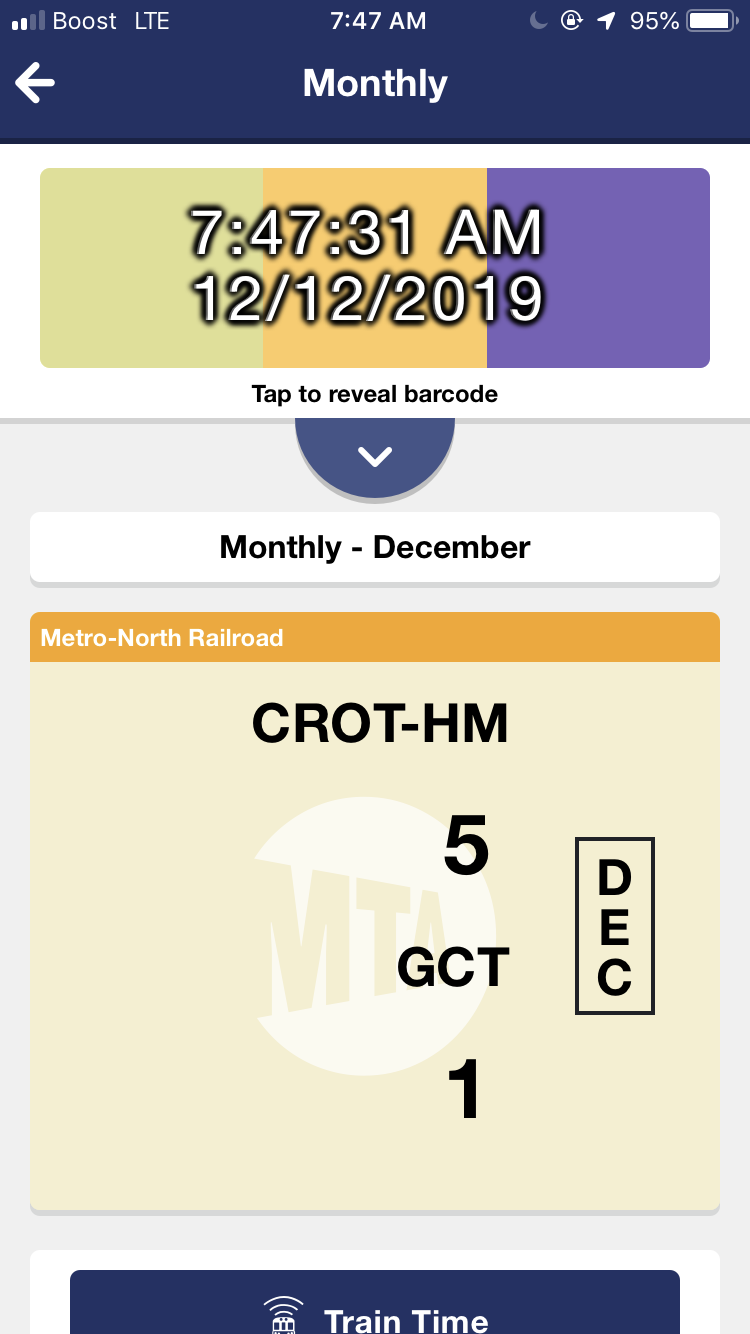 Boost LTE 7:47 AM 95%
Monthly
7:47:31 AM
12/12/2019
Tap to reveal barcode
Monthly - December
Metro-North Railroad
CROT-HM
5
MTA
GCT
1
D
E
C
Train Time